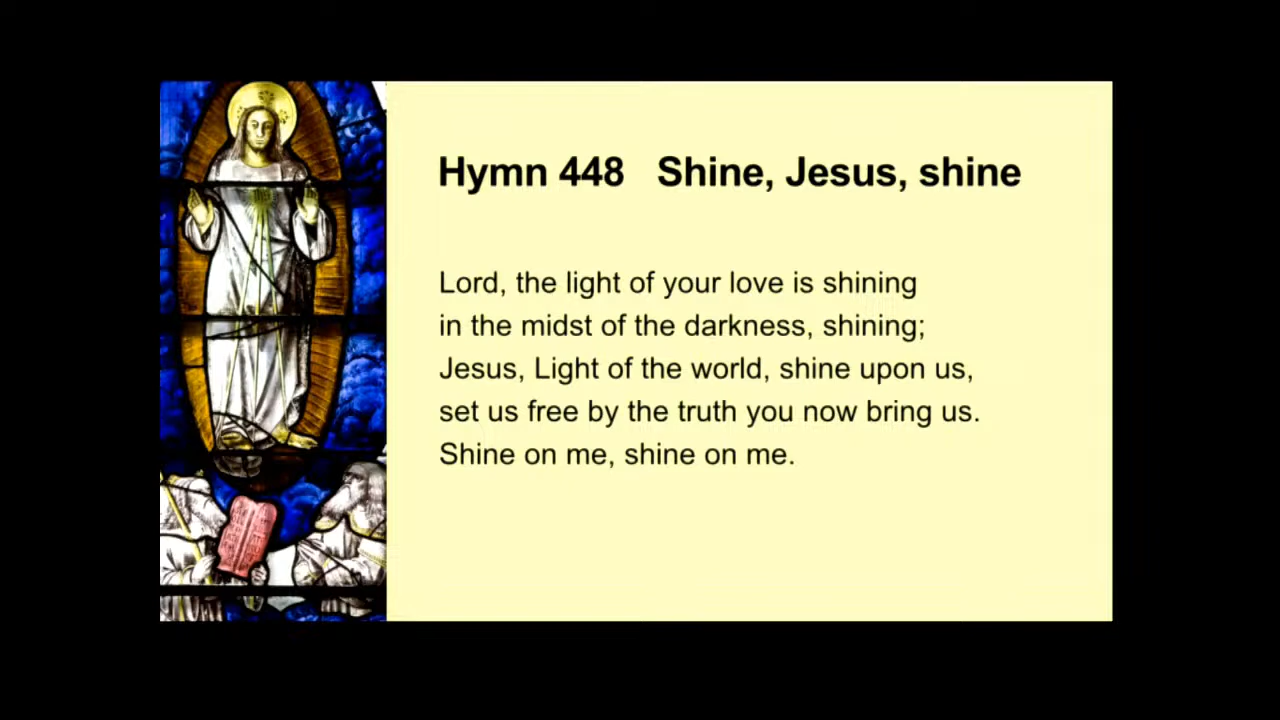 Hymn 448 Shine, Jesus, shine
Lord, the light of your love is shining
in the midst of the darkness, shining;
Jesus, Light of the world, shine upon us,
set us free by the truth you now bring us.
Shine on me, shine on me.